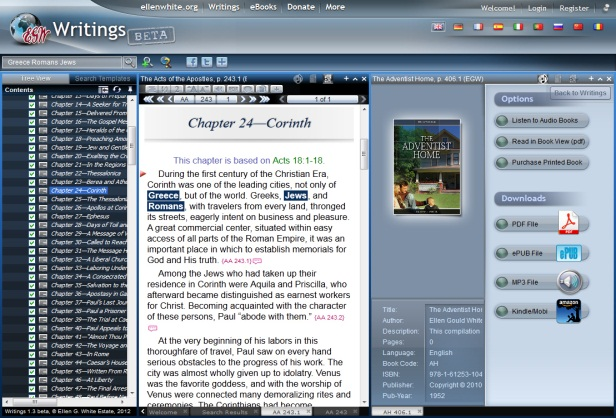 ellenwhite.org Writings eBooks Donate More
Welcome! Login Register
EGW Writings BETA
Greece Romans Jews
Tree View Search Templates
Contents
Chapter 14—A Seeker for T
Chapter 15—Delivered From
Chapter 16—The Gospel Mes
Chapter 17—Heralds of the
Chapter 18—Preaching Amo
Chapter 19—Jew and Gentile
Chapter 20—Exalting the Cro
Chapter 21—In the Regions
Chapter 22—Thessalonica
Chapter 23—Berea and Athe
Chapter 24—Corinth
Chapter 25—The Thessalonia
Chapter 26—Apollos at Corin
Chapter 27—Ephesus
Chapter 28—Days of Toil and
Chapter 29—A Message of W
Chapter 30—Called to Reach
Chapter 31—The Message H
Chapter 32—A Liberal Church
Chapter 33—Laboring Under
Chapter 34—A Consecrated
Chapter 35—Salvation to the
Chapter 36—Apostasy in Gal
Chapter 37—Paul's Last Jour
Chapter 38—Paul a Prisoner
Chapter 39—The Trial at Cae
Chapter 40—Paul Appeals to
Chapter 41—"Almost Thou P
Chapter 42—The Voyage an
Chapter 43—In Rome
Chapter 44—Caesar's House
Chapter 45—Written From R
Chapter 46—At Liberty
Chapter 47—The Final Arres
Writings 1.3 beta, © Ellen G. White Estate, 2012
The Acts of the Apostles, p. 243.1 (
AA 243 1 1 of 1
Chapter 24—Corinth
This chapter is based on Acts 18:1-18.
During the first century of the Christian Era,
Corinth was one of the leading cities, not only of
Greece, but of the world. Greeks, Jews, and
Romans, with travelers from every land, thronged
its streets, eagerly intent on business and pleasure.
A great commercial center, situated within easy
access of all parts of the Roman Empire, it was an
important place in which to establish memorials for
God and His truth. {AA 243.1}
Among the Jews who had taken up their
residence in Corinth were Aquila and Priscilla, who
afterward became distinguished as earnest workers
for Christ. Becoming acquainted with the character
of these persons, Paul "abode with them." {AA 243.2}
At the very beginning of his labors in this
thoroughfare of travel, Paul saw on every hand
serious obstacles to the progress of his work. The
city was almost wholly given up to idolatry. Venus
was the favorite goddess, and with the worship of
Venus were connected many demoralizing rites and
ceremonies. The Corinthians had become
Welcome Search Results AA 243.1 AA 243
The Adventist Home, p. 406.1 (EGW)
Back to Writings
THE
ADVENTIST
HOME
Title: The Adventist Hor
Author: Ellen Gould White
Description: This compilation
Pages: 0
Language: English
Book Code: AH
ISBN: 978-1-61253-104
Publisher: Copyright © 2010
Pub-Year: 1952
AH 406.1
Options
Listen to Audio Books
Read in Book View (pdf)
Purchase Printed Book
Downloads
PDF File PDF
ePUB File ePUB
MP3 File
Kindle/Mobi amazon